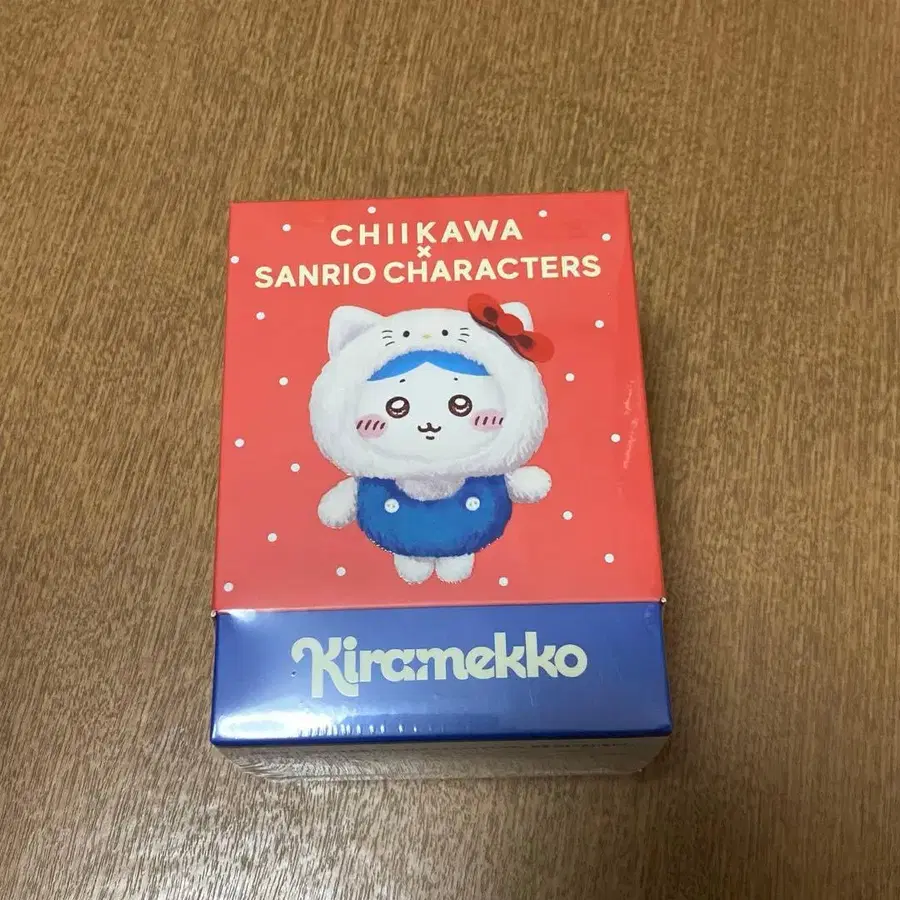 CHIIKAWA
×
SANRIO CHARACTERS
Kiramekko